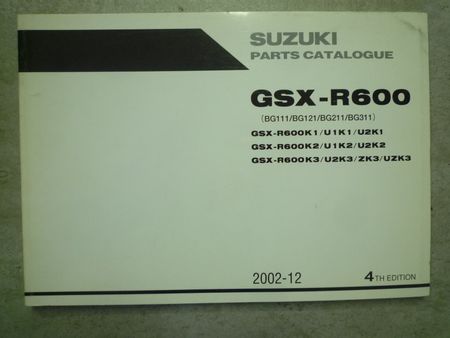 SUZUKI
PARTS CATALOGUE
GSX-R600
(BG111/BG121/BG211/BG311)
GSX-R600K1/U1K1/U2K1
GSX-R600K2/U1K2/U2K2
GSX-R600K3/U2K3/ZK3/UZK3
2002-12
4TH EDITION